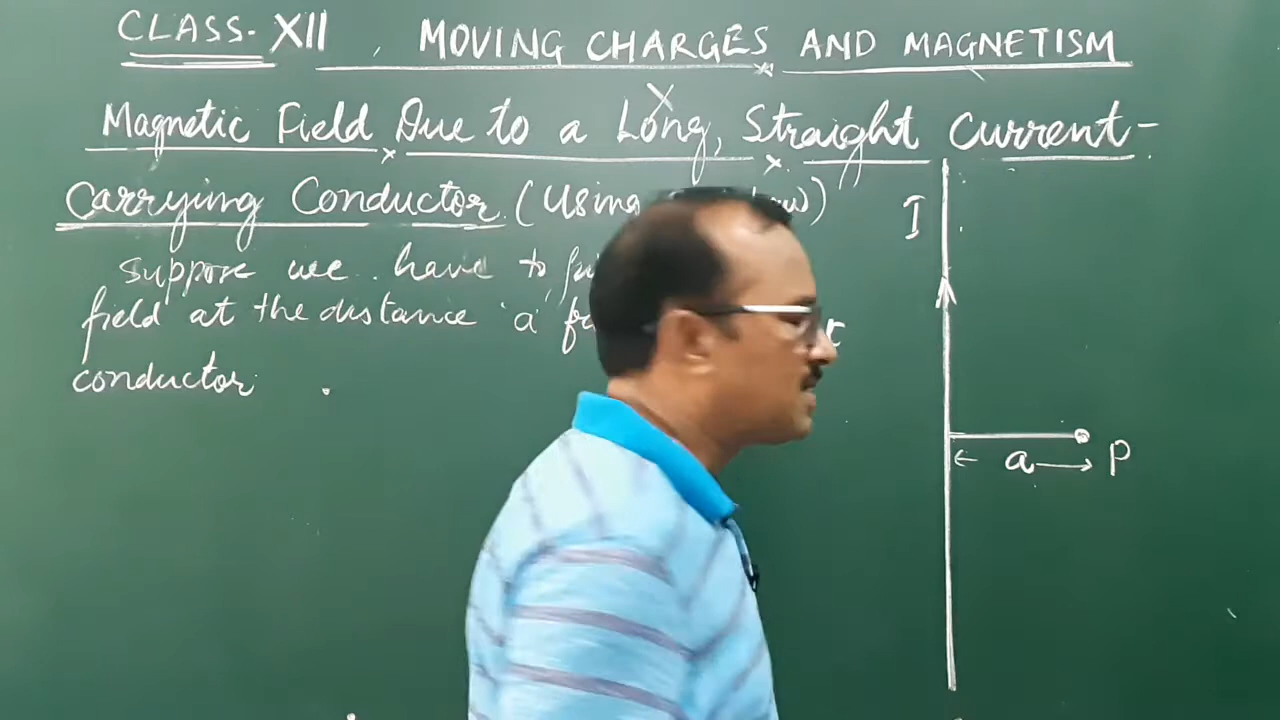 CLASS-XII, MOVING CHARGES AND MAGNETISM
Magnetic Field Due to a Long, Straight Current-
Carrying Conductor (Using
suppose we have to
field at the distance 'a'
conductor
I
a
P